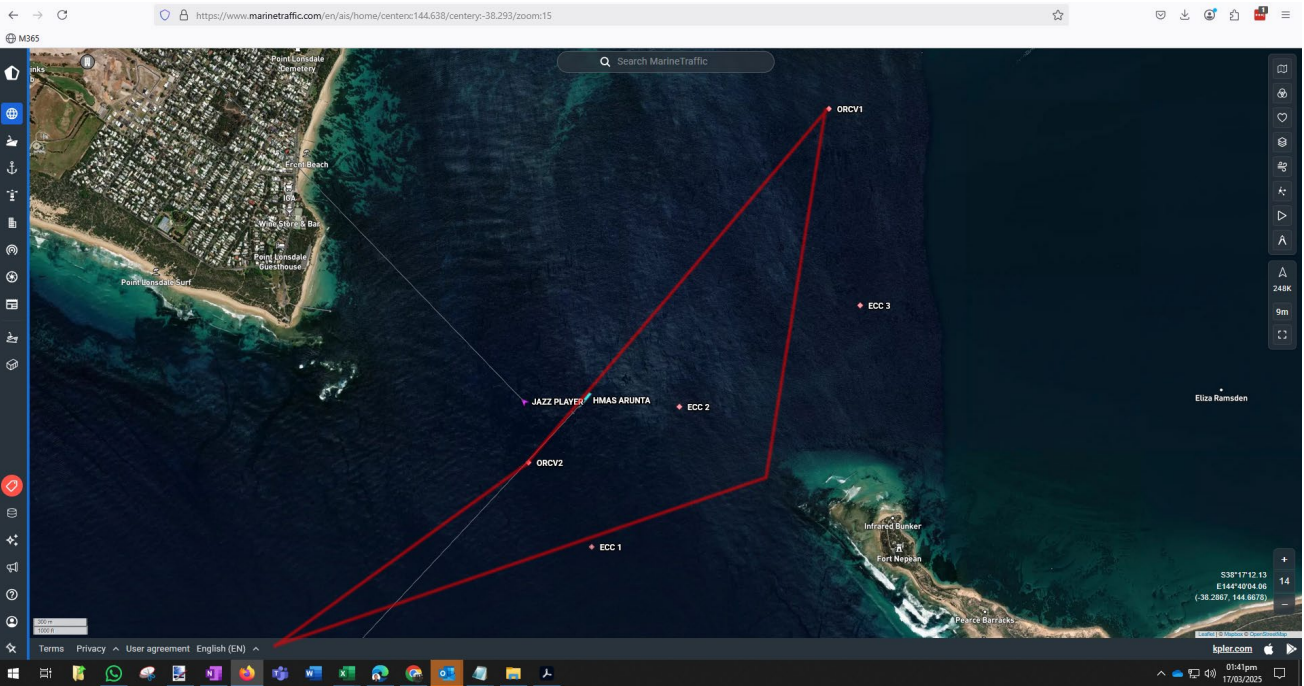 https://www.marinetraffic.com/en/ais/home/centerx:144.638/centery:-38.293/zoom:15
1
M365
Search MarineTraffic
Point Lonsdale
Cemetery
ORCV1
Front Beach
IGA
Wine Store & Bar
Point Lonsdale
Guesthouse
Point Lonsdale Surf
248K
9m
ECC 3
JAZZ PLAYER
HMAS ARUNTA
ECC 2
Eliza Ramsden
ORCV2
Infrared Bunker
ECC 1
Fort Nepean
S38°17'12.13
E144°40'04.06
(-38.2867, 144.6678)
+
14
−
Pearce Barracks
300 m
1000 ft
Leaflet | © Mapbox © OpenStreetMap
Terms
Privacy
User agreement
English (EN)
kpler.com
01:41pm
17/03/2025